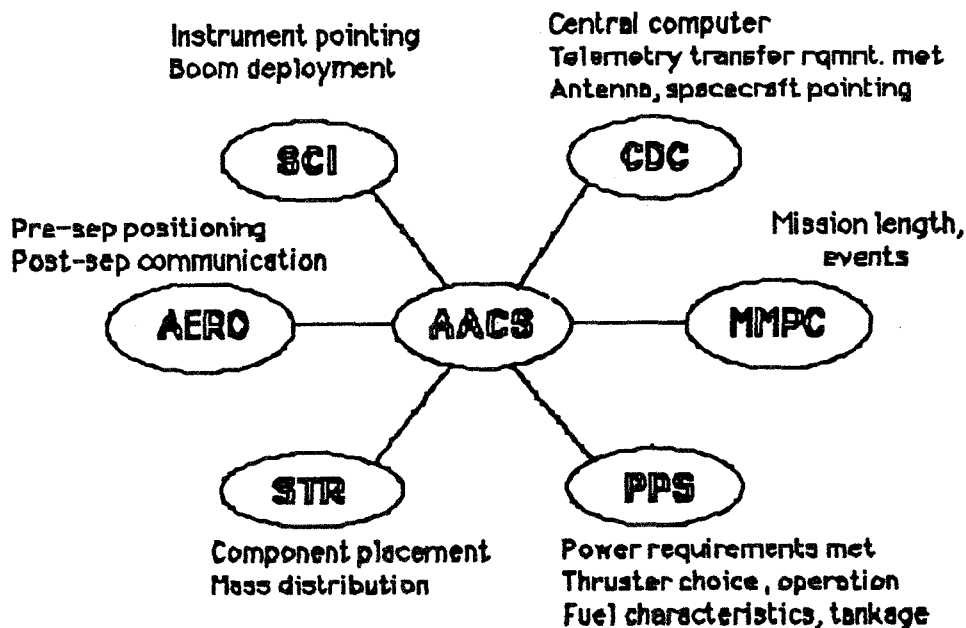 Instrument pointing
Boom deployment
Central computer
Telemetry transfer rqmnt. met
Antenna, spacecraft pointing
SCI
CDC
Pre-sep positioning
Post-sep communication
Mission length,
events
AERO
AACS
MMPC
STR
PPS
Component placement
Mass distribution
Power requirements met
Thruster choice, operation
Fuel characteristics, tankage